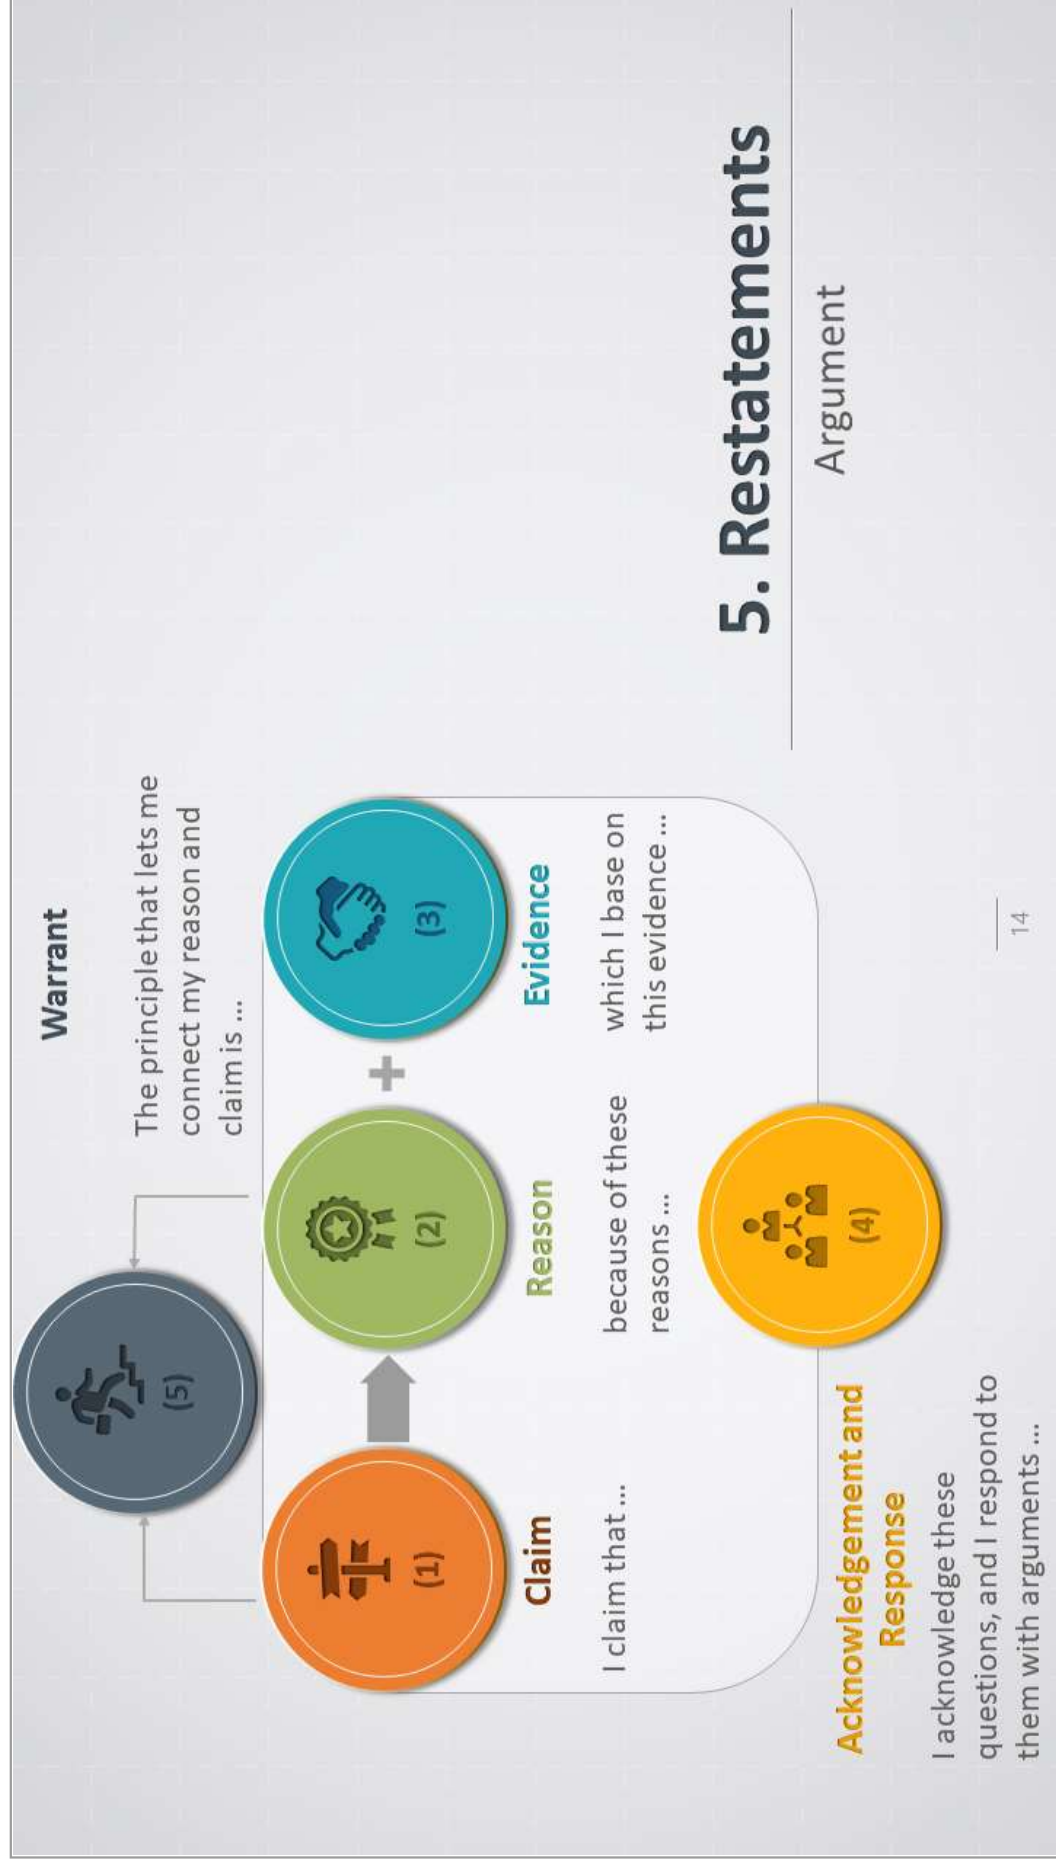 Warrant
The principle that lets me
connect my reason and
claim is ...
(5)
(1)
(2)
(3)
Claim
Reason
Evidence
I claim that ...
because of these
reasons ...
which I base on
this evidence ...
(4)
Acknowledgement and
Response
I acknowledge these
questions, and I respond to
them with arguments ...
5. Restatements
Argument
14